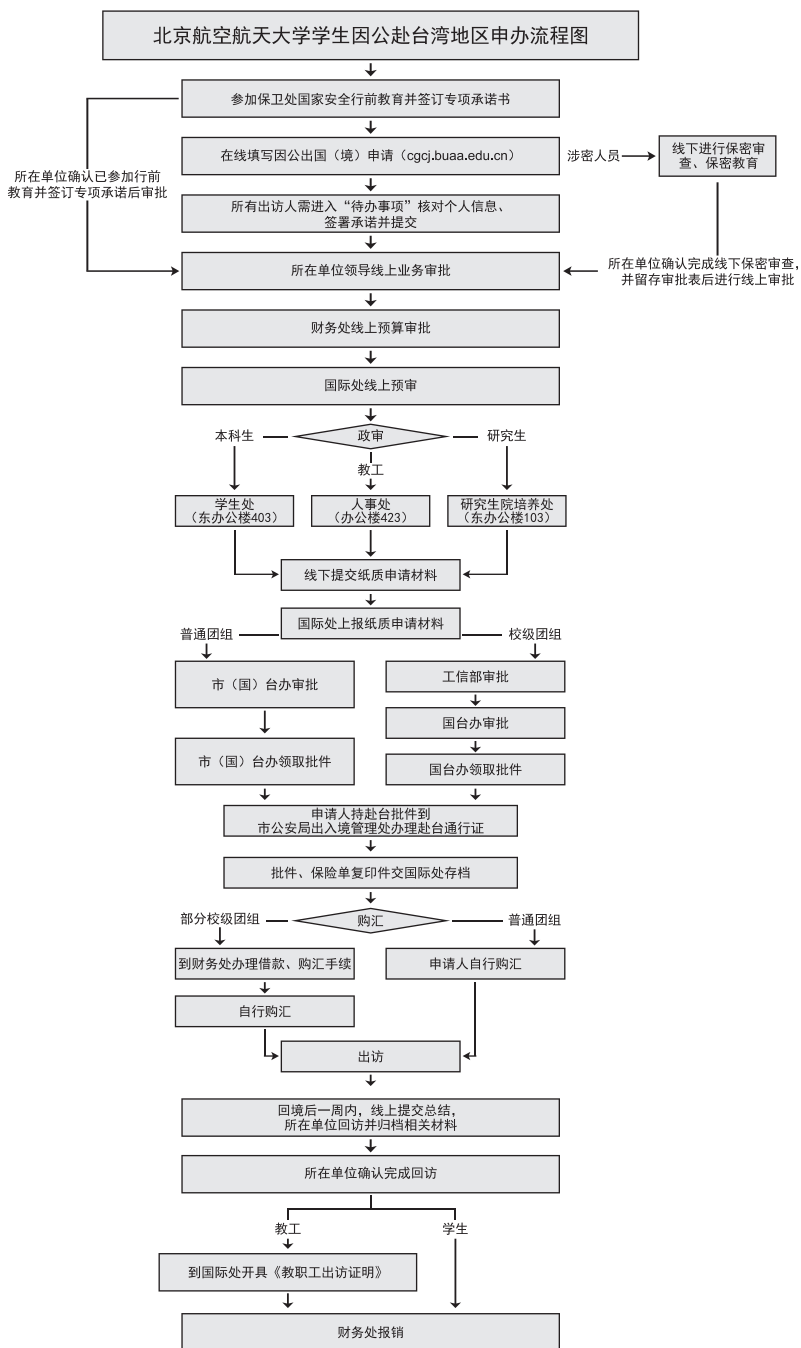 北京航空航天大学学生因公赴台湾地区申办流程图
参加保卫处国家安全行前教育并签订专项承诺书
在线填写因公出国（境）申请（cgcj.buaa.edu.cn）
涉密人员
线下进行保密审
查、保密教育
所在单位确认已参加行前
教育并签订专项承诺后审批
所有出访人需进入“待办事项”核对个人信息、
签署承诺并提交
所在单位领导线上业务审批
所在单位确认完成线下保密审查，
并留存审批表后进行线上审批
财务处线上预算审批
国际处线上预审
本科生
政审
研究生
教工
学生处
（东办公楼403）
人事处
（办公楼423）
研究生院培养处
（东办公楼103）
线下提交纸质申请材料
国际处上报纸质申请材料
普通团组
校级团组
市（国）台办审批
工信部审批
国台办审批
市（国）台办领取批件
国台办领取批件
申请人持赴台批件到
市公安局出入境管理处办理赴台通行证
批件、保险单复印件交国际处存档
部分校级团组
购汇
普通团组
到财务处办理借款、购汇手续
申请人自行购汇
自行购汇
出访
回境后一周内，线上提交总结，
所在单位回访并归档相关材料
所在单位确认完成回访
教工
学生
到国际处开具《教职工出访证明》
财务处报销